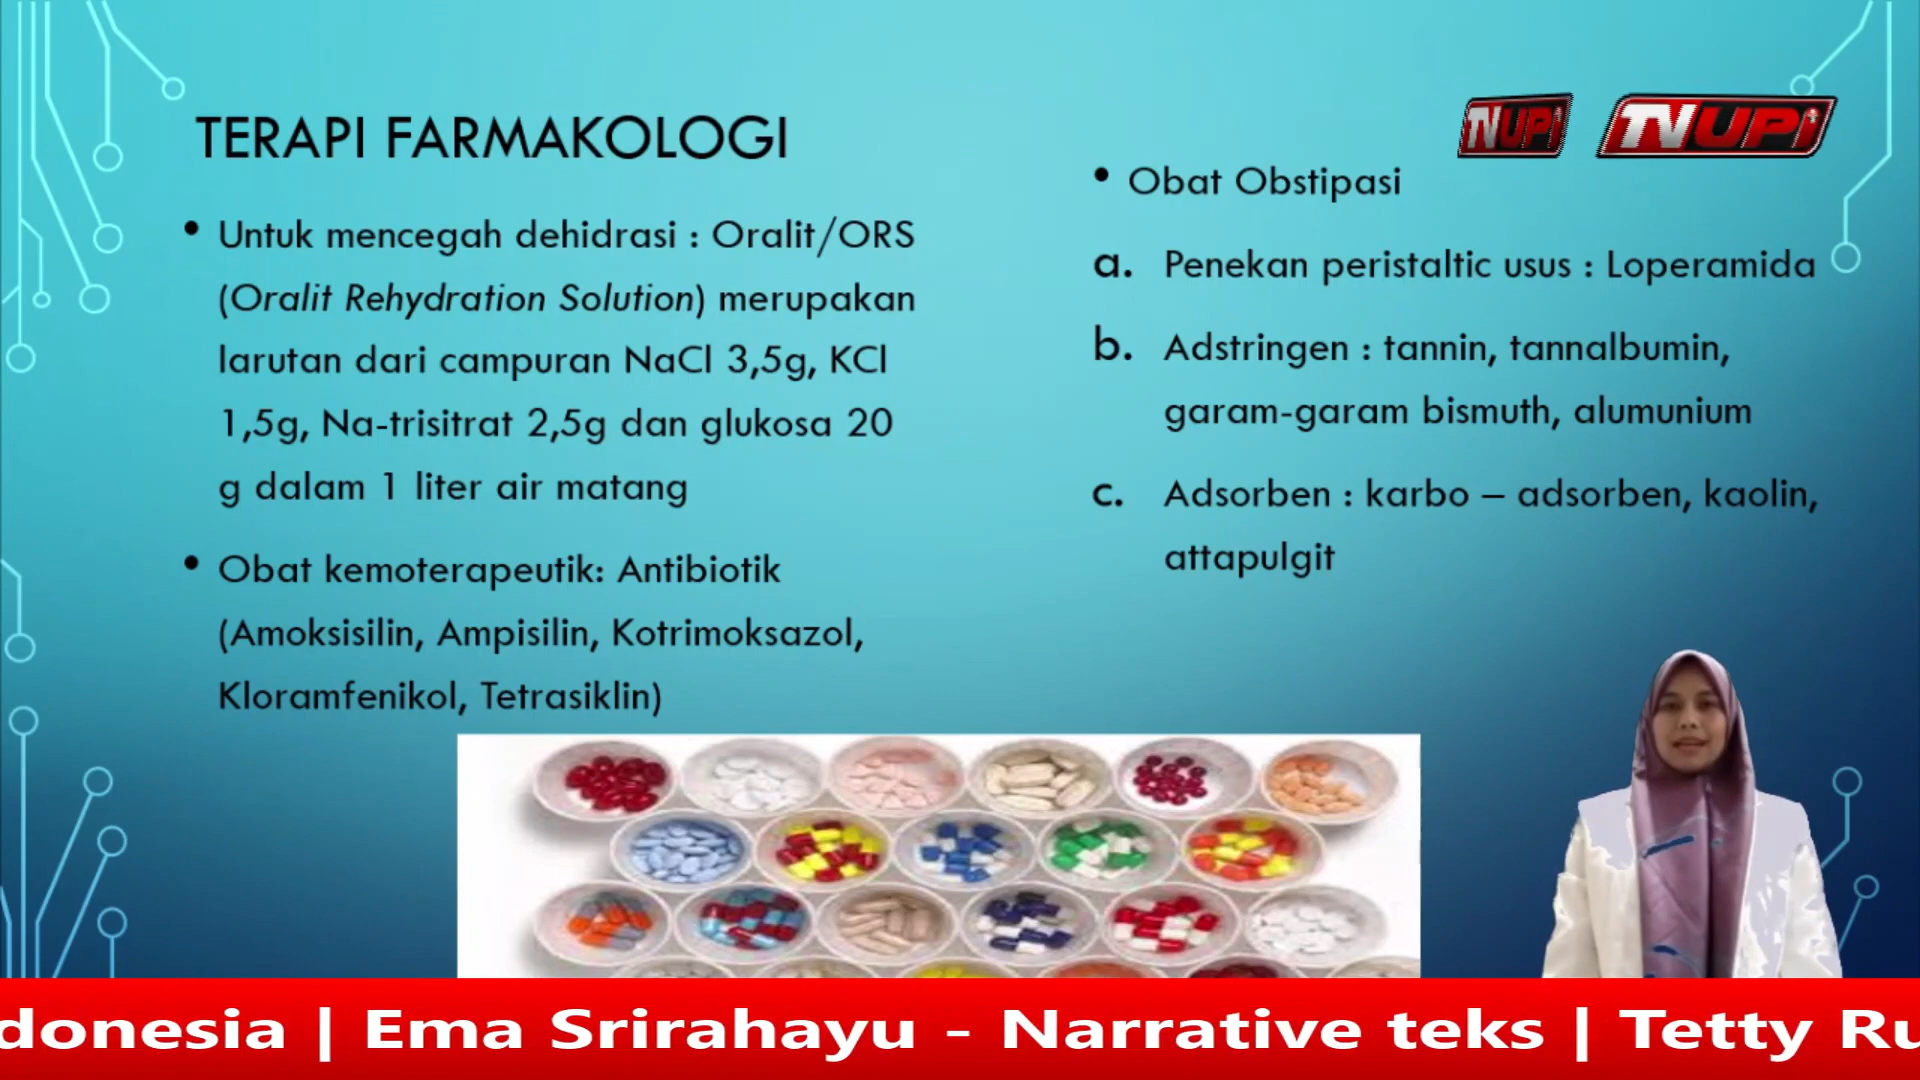 TERAPI FARMAKOLOGI
• Untuk mencegah dehidrasi : Oralit/ORS
(Oralit Rehydration Solution) merupakan
larutan dari campuran NaCl 3,5g, KCl
1,5g, Na-trisitrat 2,5g dan glukosa 20
g dalam 1 liter air matang
• Obat kemoterapeutik: Antibiotik
(Amoksisilin, Ampisilin, Kotrimoksazol,
Kloramfenikol, Tetrasiklin)
TVUPi TVUPi
• Obat Obstipasi
a. Penekan peristaltic usus : Loperamida
b. Adstringen : tannin, tannalbumin,
garam-garam bismuth, alumunium
c. Adsorben : karbo – adsorben, kaolin,
attapulgit
donesia | Ema Srirahayu - Narrative teks | Tetty Ru